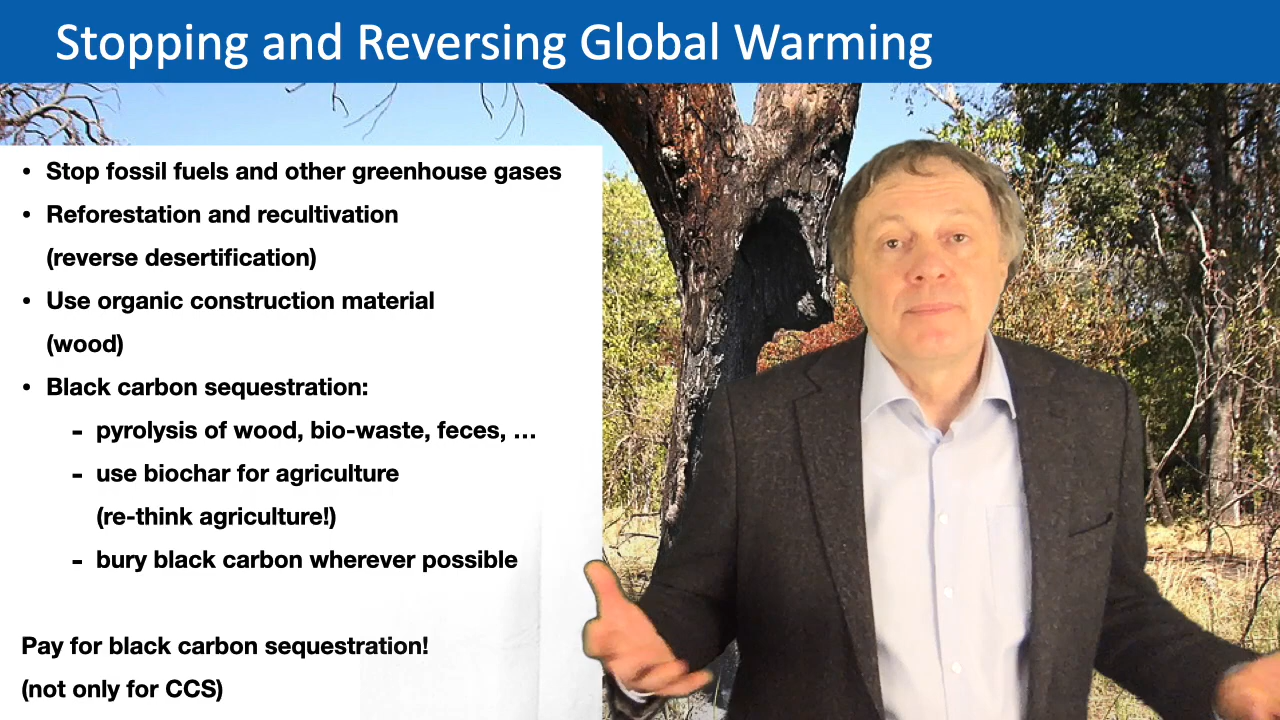 Stopping and Reversing Global Warming
• Stop fossil fuels and other greenhouse gases
• Reforestation and recultivation
(reverse desertification)
• Use organic construction material
(wood)
• Black carbon sequestration:
- pyrolysis of wood, bio-waste, feces, …
- use biochar for agriculture
(re-think agriculture!)
- bury black carbon wherever possible
Pay for black carbon sequestration!
(not only for CCS)